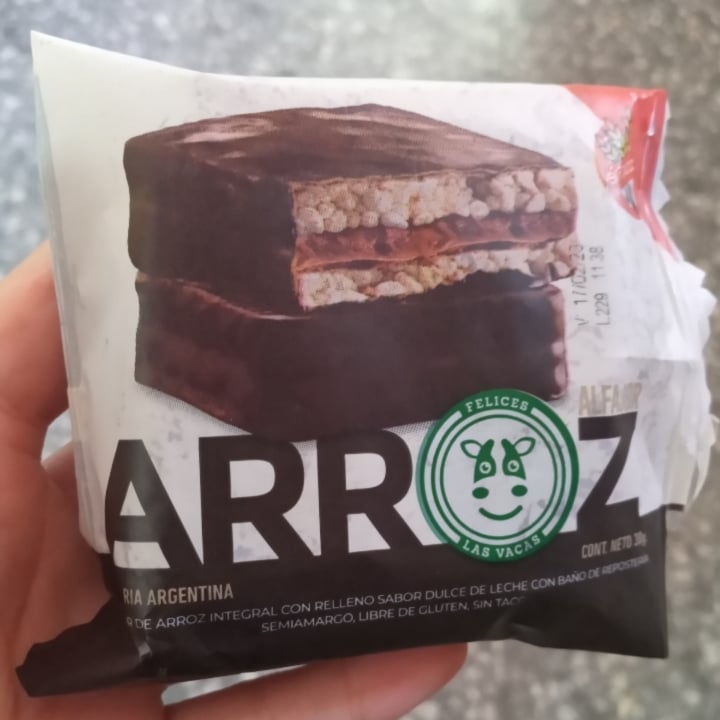 V 17/02/23
L229 11 38
ALFAJOR
ARROZ
FELICES
LAS VACAS
CONT. NETO 30g
RIA ARGENTINA
R DE ARROZ INTEGRAL CON RELLENO SABOR DULCE DE LECHE CON BAÑO DE REPOSTERIA
SEMIAMARGO, LIBRE DE GLUTEN, SIN TACC